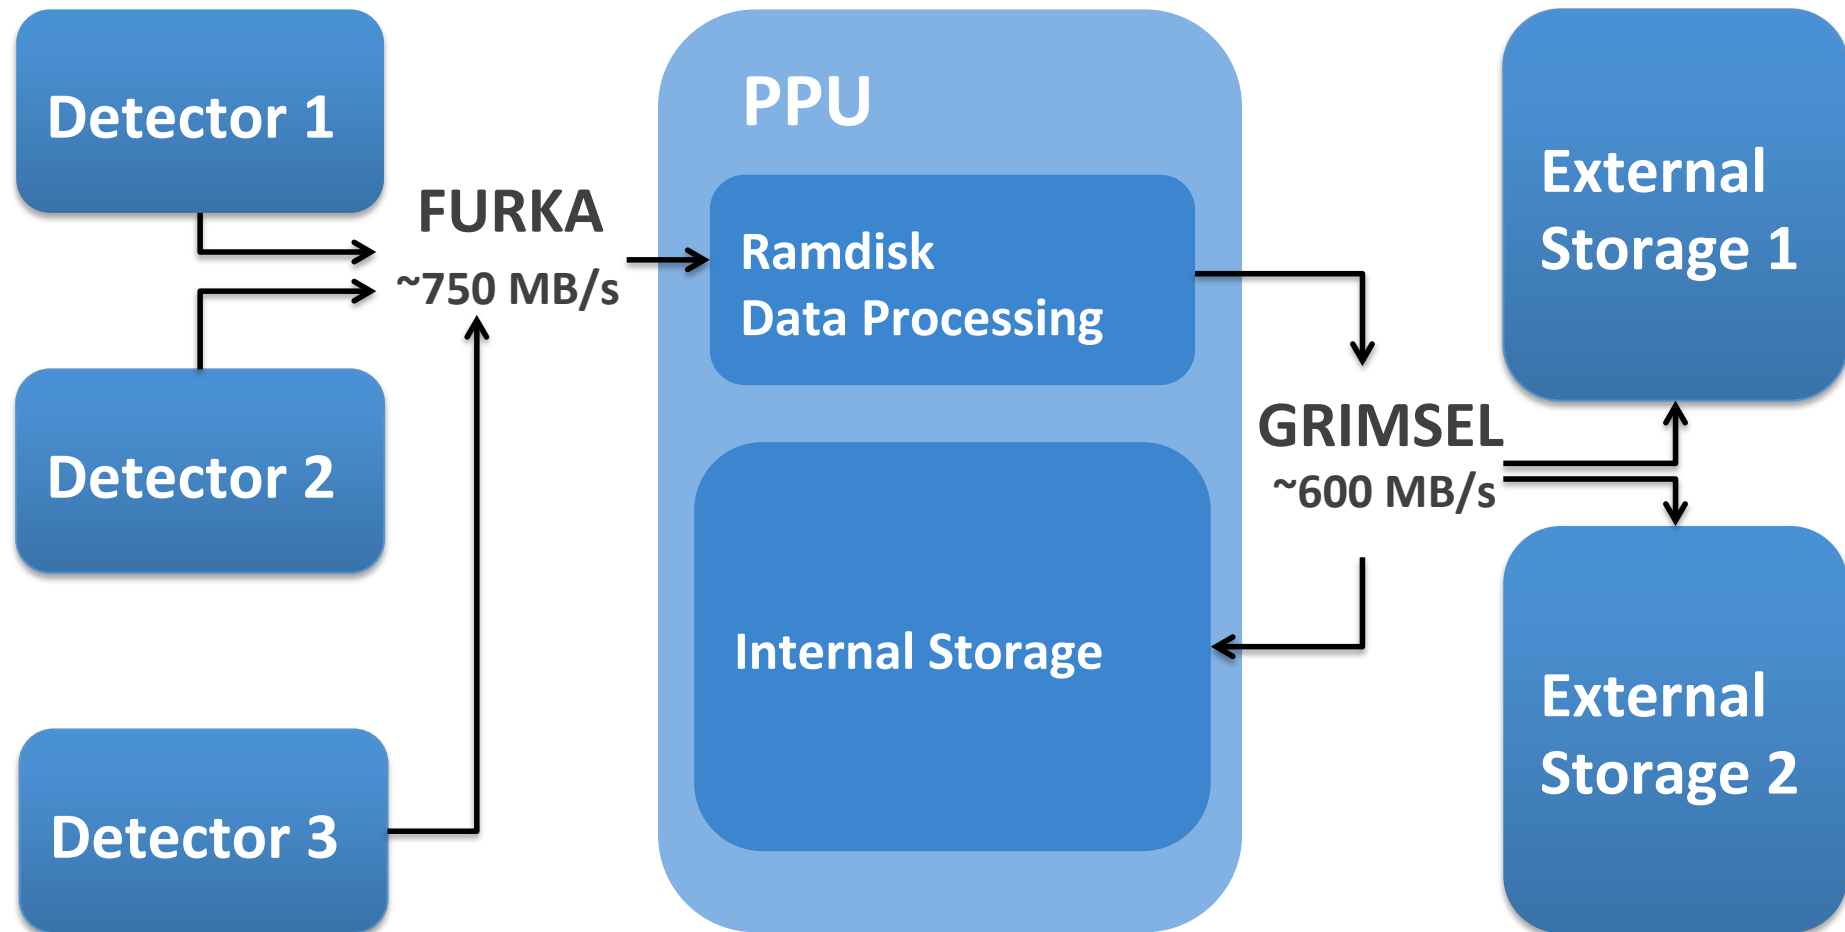 Detector 1
Detector 2
Detector 3
FURKA
~750 MB/s
PPU
Ramdisk
Data Processing
Internal Storage
GRIMSEL
~600 MB/s
External
Storage 1
External
Storage 2